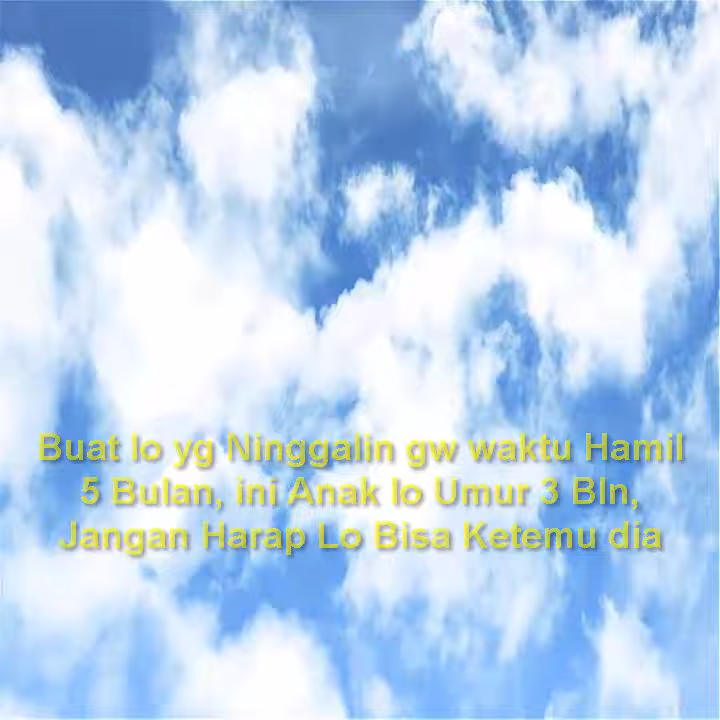 Buat lo yg Ninggalin gw waktu Hamil
5 Bulan, ini Anak lo Umur 3 Bln,
Jangan Harap Lo Bisa Ketemu dia